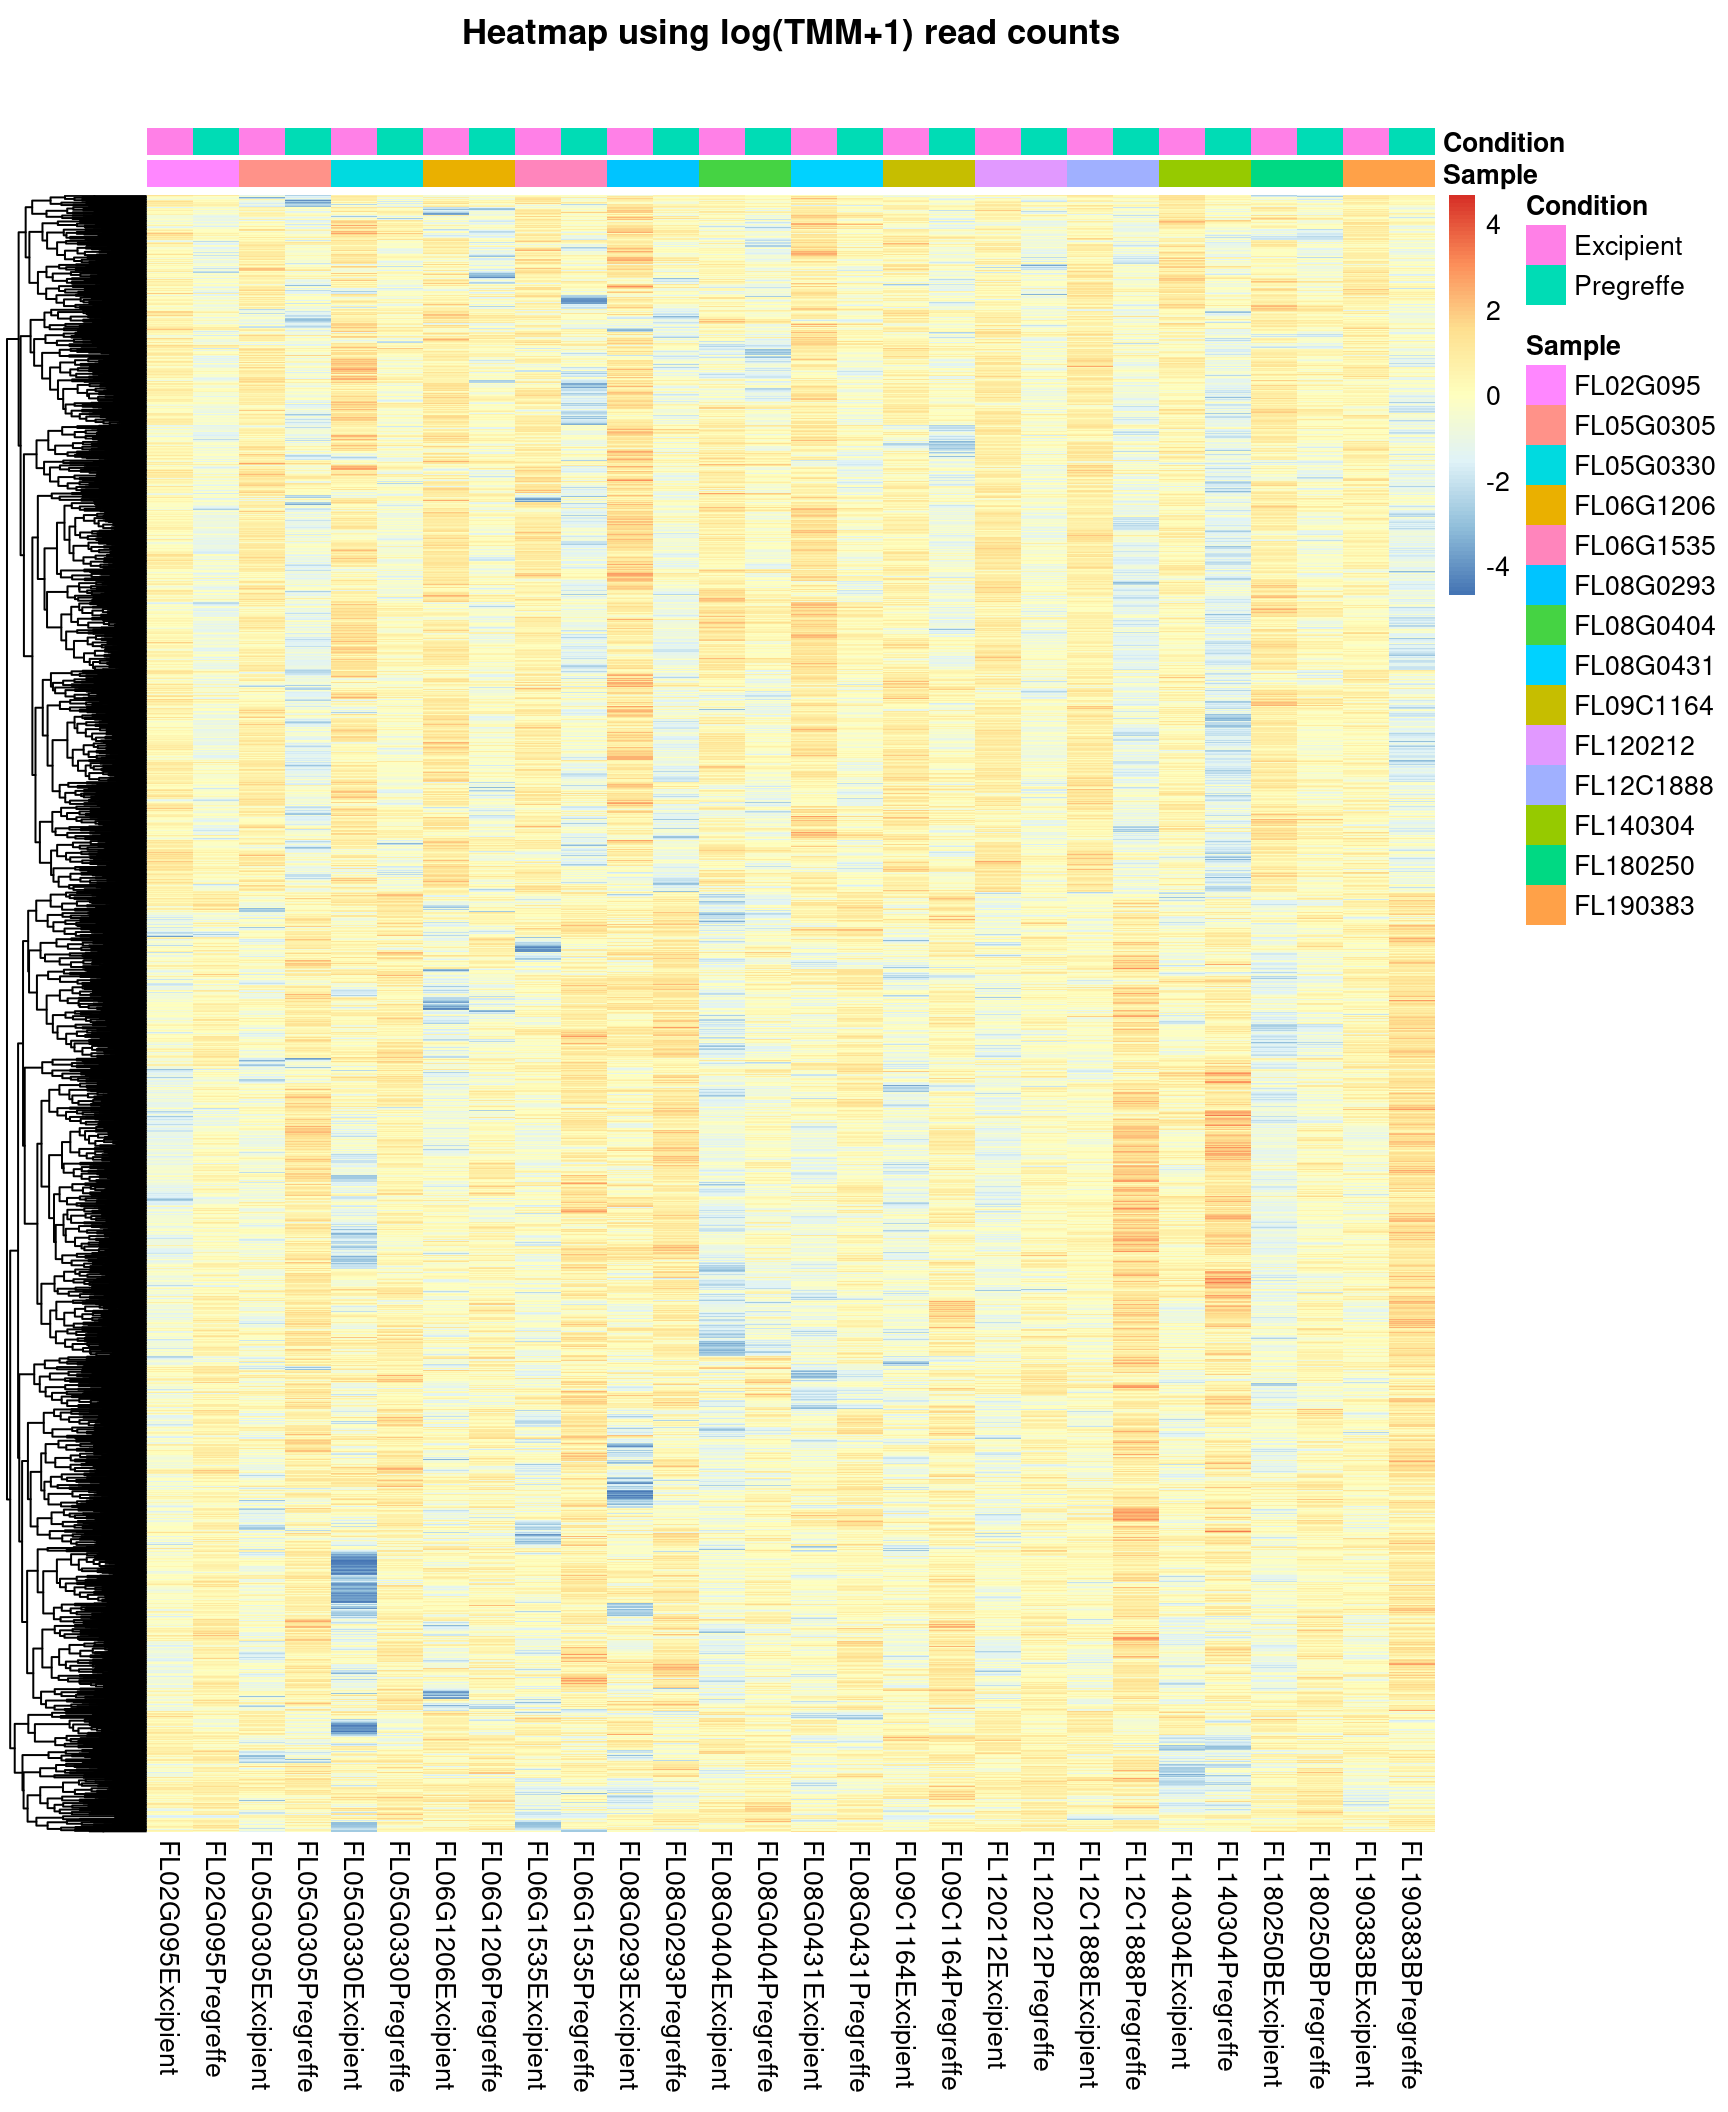 Heatmap using log(TMM+1) read counts
Condition
Sample
4
2
0
-2
-4
Condition
Excipient
Pregreffe
Sample
FL02G095
FL05G0305
FL05G0330
FL06G1206
FL06G1535
FL08G0293
FL08G0404
FL08G0431
FL09C1164
FL120212
FL12C1888
FL140304
FL180250
FL190383
FL02G095Excipient
FL02G095Pregreffe
FL05G0305Excipient
FL05G0305Pregreffe
FL05G0330Excipient
FL05G0330Pregreffe
FL06G1206Excipient
FL06G1206Pregreffe
FL06G1535Excipient
FL06G1535Pregreffe
FL08G0293Excipient
FL08G0293Pregreffe
FL08G0404Excipient
FL08G0404Pregreffe
FL08G0431Excipient
FL08G0431Pregreffe
FL09C1164Excipient
FL09C1164Pregreffe
FL120212Excipient
FL120212Pregreffe
FL12C1888Excipient
FL12C1888Pregreffe
FL140304Excipient
FL140304Pregreffe
FL180250BExcipient
FL180250BPregreffe
FL190383BExcipient
FL190383BPregreffe